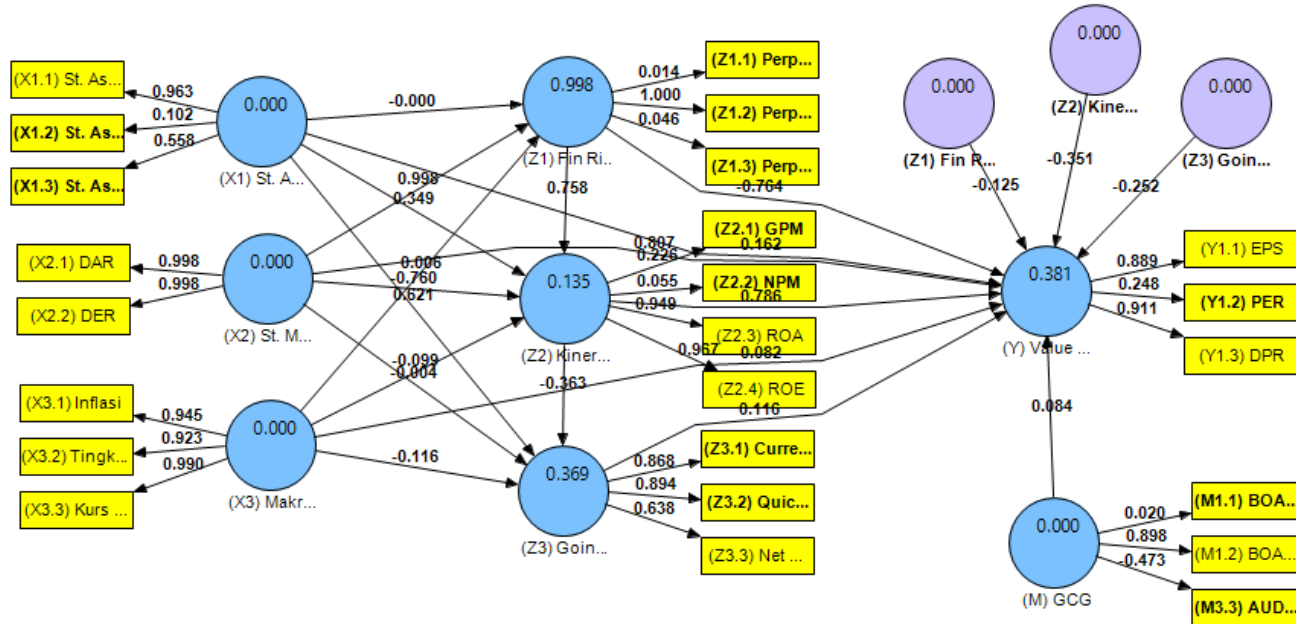 0.000
0.000
(Z2) Kine...
0.000
(Z1) Fin R...
0.000
(Z3) Goin...
-0.125
-0.351
-0.252
(X1.1) St. As...
(X1.2) St. As...
(X1.3) St. As...
0.963
0.102
0.558
0.000
(X1) St. A...
-0.000
0.998
(Z1) Fin Ri...
0.014
1.000
0.046
(Z1.1) Perp...
(Z1.2) Perp...
(Z1.3) Perp...
0.998
0.349
0.758
-0.764
(X2.1) DAR
(X2.2) DER
0.998
0.998
0.000
(X2) St. M...
0.006
-0.760
0.621
0.135
(Z2) Kiner...
0.807
0.226
0.162
0.055
0.949
0.786
0.967
0.082
(Z2.1) GPM
(Z2.2) NPM
(Z2.3) ROA
(Z2.4) ROE
0.381
(Y) Value ...
0.889
0.248
0.911
(Y1.1) EPS
(Y1.2) PER
(Y1.3) DPR
(X3.1) Inflasi
(X3.2) Tingk...
(X3.3) Kurs ...
0.945
0.923
0.990
0.000
(X3) Makr...
-0.099
-0.004
-0.363
-0.116
0.116
0.369
(Z3) Goin...
0.868
0.894
0.638
(Z3.1) Curre...
(Z3.2) Quic...
(Z3.3) Net ...
0.084
0.000
(M) GCG
0.020
0.898
-0.473
(M1.1) BOA...
(M1.2) BOA...
(M3.3) AUD...